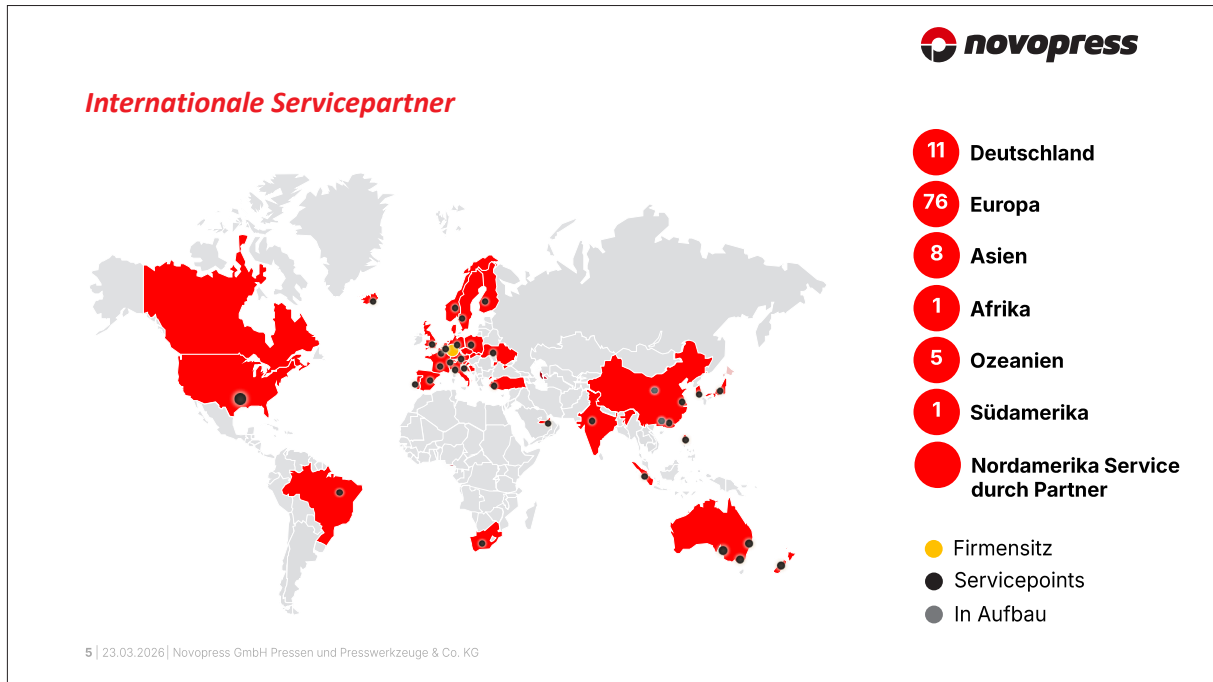 novopress
Internationale Servicepartner
11 Deutschland
76 Europa
8 Asien
1 Afrika
5 Ozeanien
1 Südamerika
Nordamerika Service
durch Partner
Firmensitz
Servicepoints
In Aufbau
5 | 23.03.2026 | Novopress GmbH Pressen und Presswerkzeuge & Co. KG